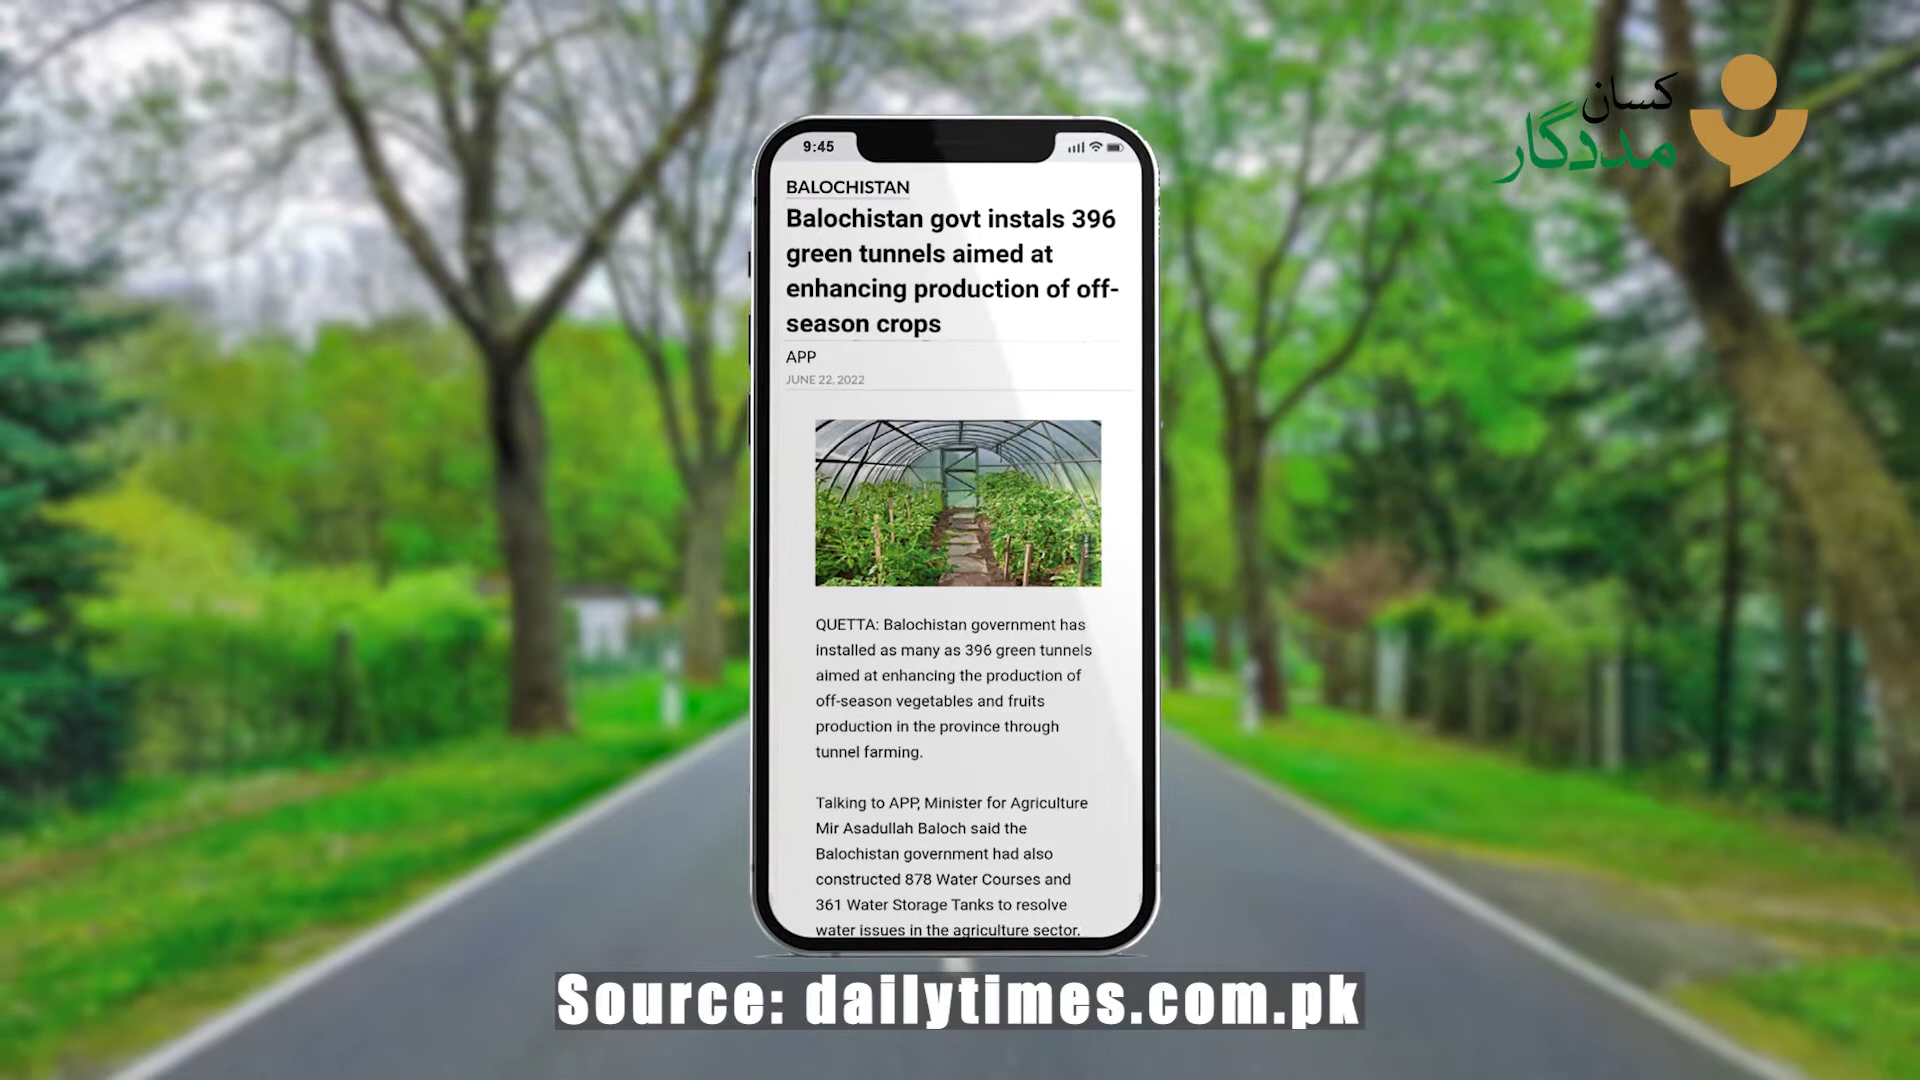 کسان
مددگار
9:45
BALOCHISTAN
Balochistan govt instals 396
green tunnels aimed at
enhancing production of off-
season crops
APP
JUNE 22, 2022
QUETTA: Balochistan government has
installed as many as 396 green tunnels
aimed at enhancing the production of
off-season vegetables and fruits
production in the province through
tunnel farming.
Talking to APP, Minister for Agriculture
Mir Asadullah Baloch said the
Balochistan government had also
constructed 878 Water Courses and
361 Water Storage Tanks to resolve
water issues in the agriculture sector.
Source: dailytimes.com.pk